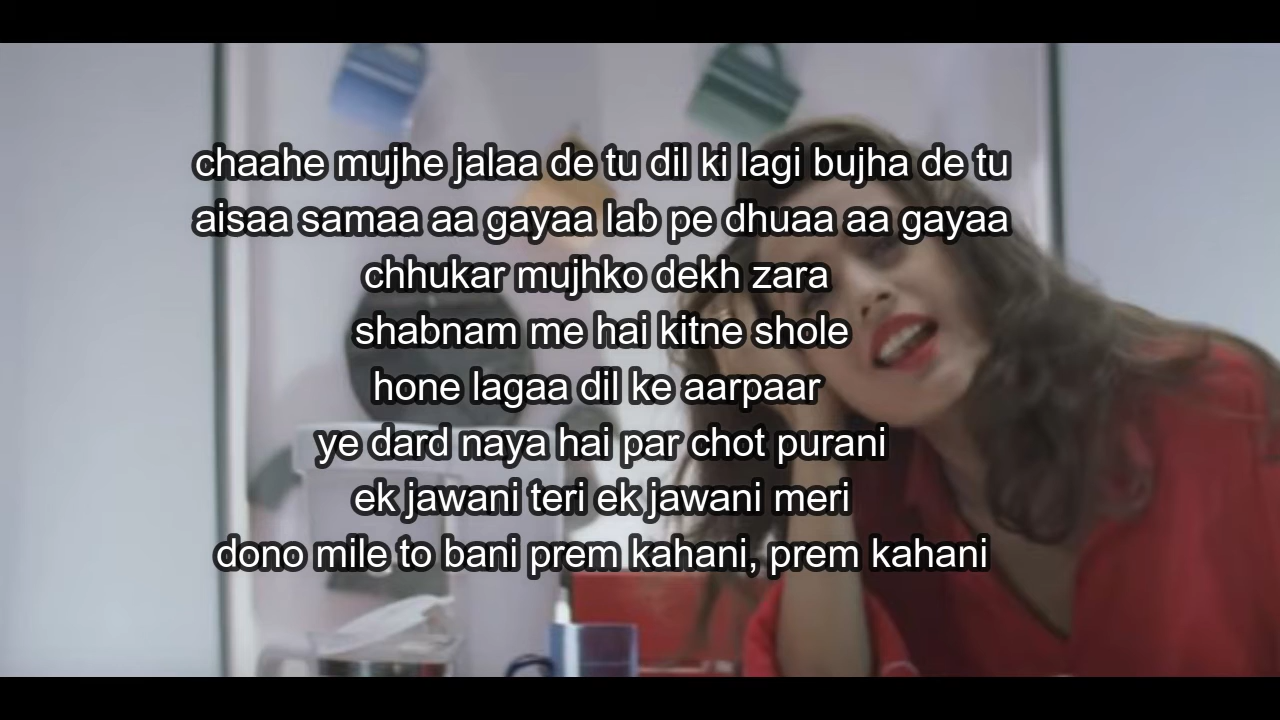 chaahe mujhe jalaa de tu dil ki lagi bujha de tu
aisaa samaa aa gayaa lab pe dhuaa aa gayaa
chhukar mujhko dekh zara
shabnam me hai kitne shole
hone lagaa dil ke aarpaar
ye dard naya hai par chot purani
ek jawani teri ek jawani meri
dono mile to bani prem kahani, prem kahani